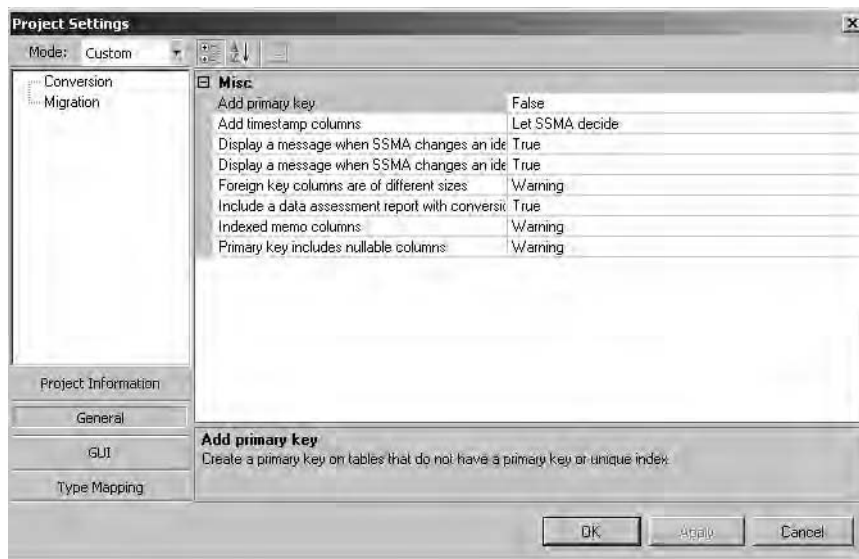 Project Settings
Mode: Custom
Conversion
Migration
Misc
Add primary key False
Add timestamp columns Let SSMA decide
Display a message when SSMA changes an ide True
Display a message when SSMA changes an ide True
Foreign key columns are of different sizes Warning
Include a data assessment report with conversic True
Indexed memo columns Warning
Primary key includes nullable columns Warning
Project Information
General
GUI
Type Mapping
Add primary key
Create a primary key on tables that do not have a primary key or unique index.
OK Apply Cancel